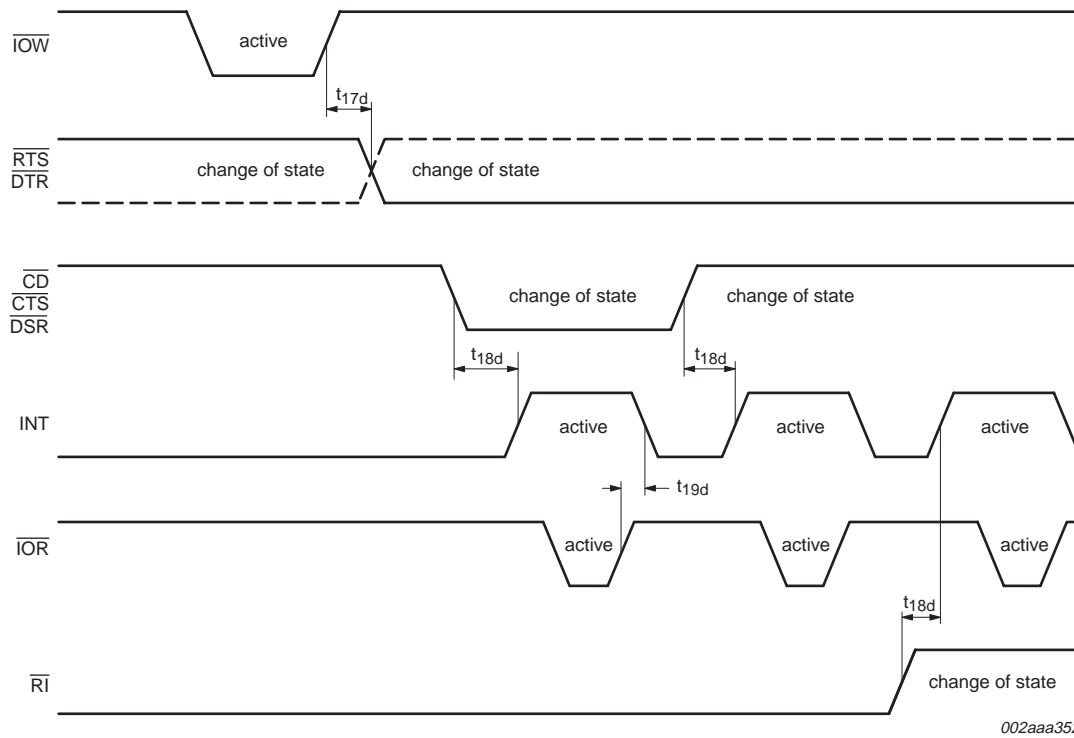 IOW
active
t17d
RTS
DTR
change of state
change of state
CD
CTS
DSR
change of state
change of state
t18d
t18d
INT
active
active
active
t19d
IOR
active
active
active
t18d
RI
change of state
002aaa352